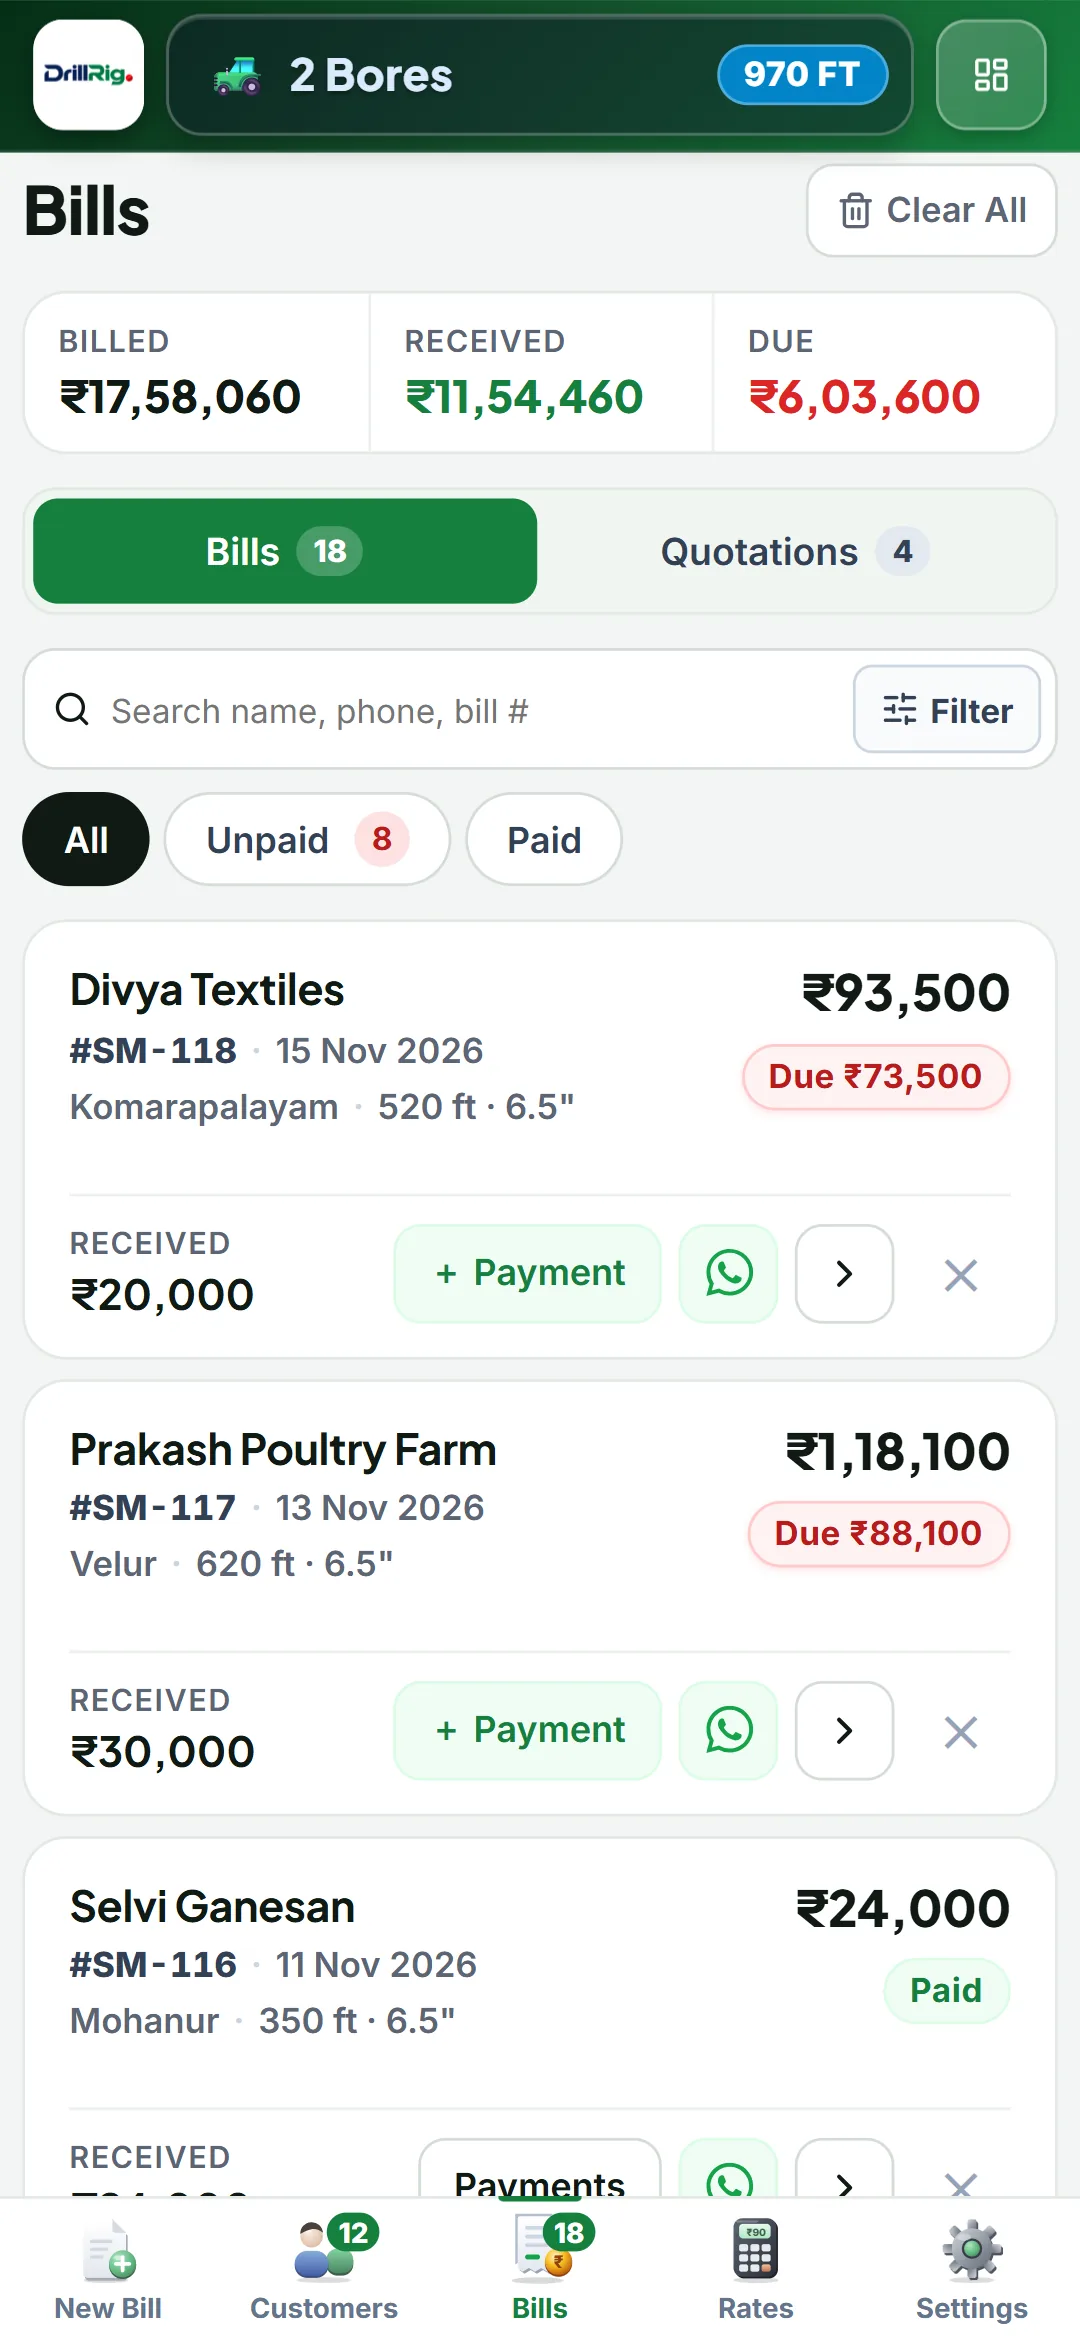 DrillRig.
2 Bores
970 FT
Bills
Clear All
BILLED
₹17,58,060
RECEIVED
₹11,54,460
DUE
₹6,03,600
Bills 18
Quotations 4
Search name, phone, bill #
Filter
All
Unpaid 8
Paid
Divya Textiles
₹93,500
#SM-118 · 15 Nov 2026
Due ₹73,500
Komarapalayam · 520 ft · 6.5"
RECEIVED
₹20,000
+ Payment
Prakash Poultry Farm
₹1,18,100
#SM-117 · 13 Nov 2026
Due ₹88,100
Velur · 620 ft · 6.5"
RECEIVED
₹30,000
+ Payment
Selvi Ganesan
₹24,000
#SM-116 · 11 Nov 2026
Paid
Mohanur · 350 ft · 6.5"
RECEIVED
Payments
12
18
₹90
New Bill
Customers
Bills
Rates
Settings